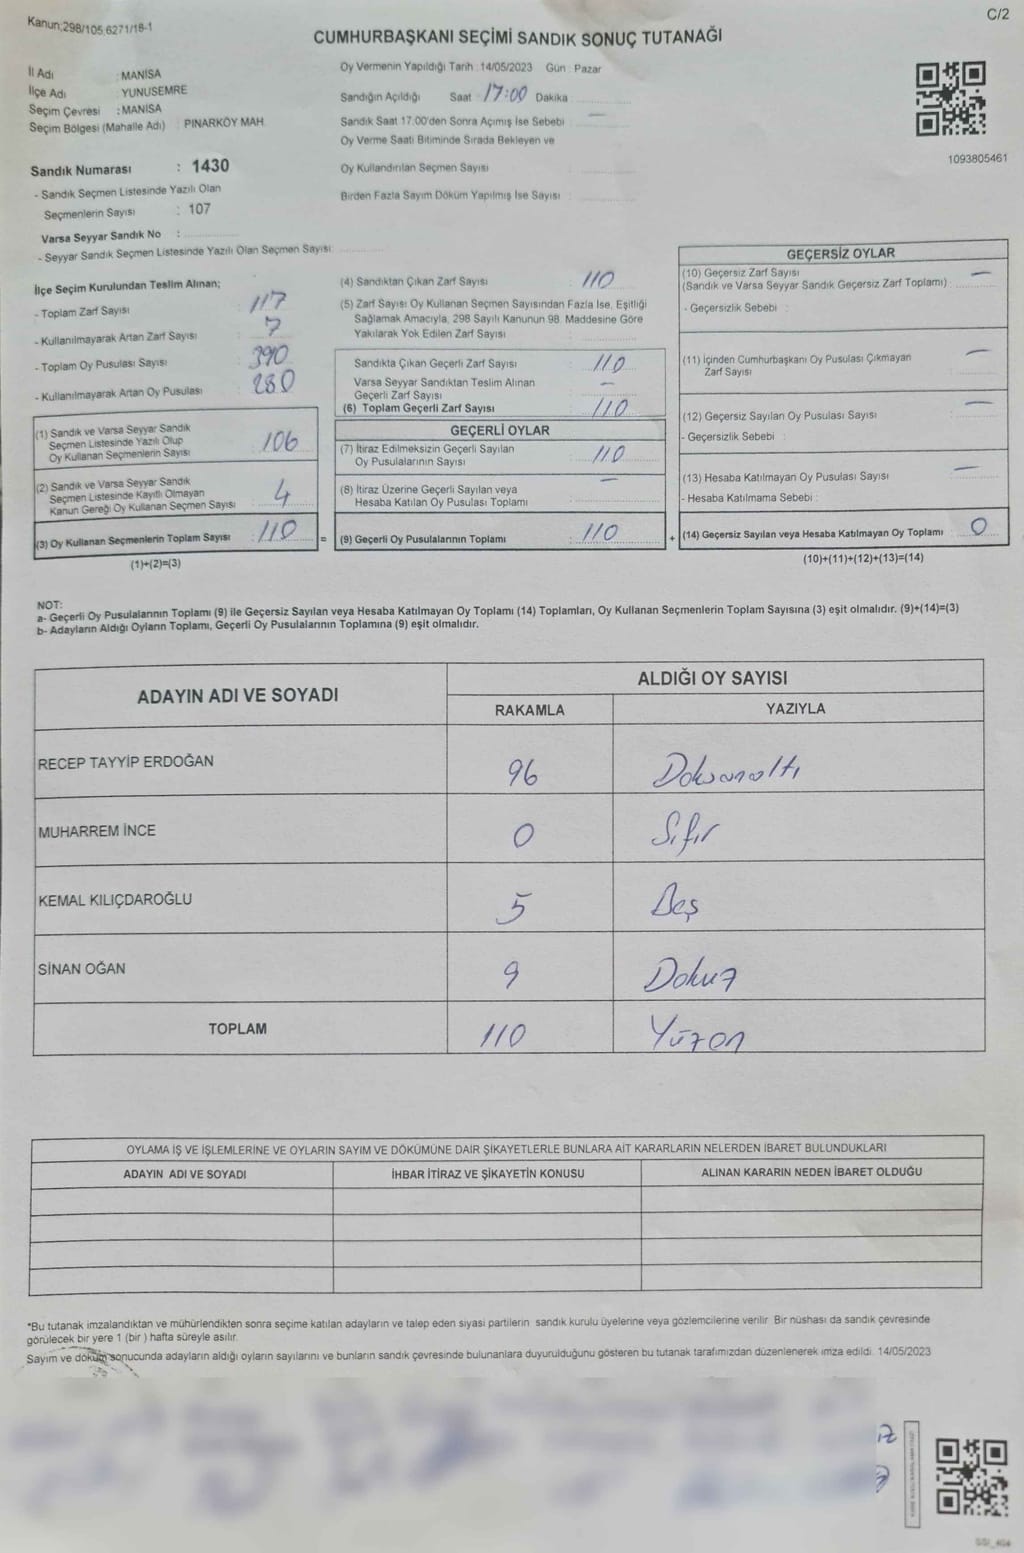 Kanun;298/105,6271/18-1
C/2
CUMHURBAŞKANI SEÇİMİ SANDIK SONUÇ TUTANAĞI
İl Adı : MANİSA
İlçe Adı : YUNUSEMRE
Seçim Çevresi : MANİSA
Seçim Bölgesi (Mahalle Adı) : PINARKÖY MAH.
Sandık Numarası : 1430
- Sandık Seçmen Listesinde Yazılı Olan
Seçmenlerin Sayısı : 107
Varsa Seyyar Sandık No :
- Seyyar Sandık Seçmen Listesinde Yazılı Olan Seçmen Sayısı:
Oy Vermenin Yapıldığı Tarih : 14/05/2023 Gün : Pazar
Sandığın Açıldığı Saat : 17:00 Dakika
Sandık Saat 17.00'den Sonra Açımış İse Sebebi : —
Oy Verme Saati Bitiminde Sırada Bekleyen ve
Oy Kullandırılan Seçmen Sayısı :
Birden Fazla Sayım Döküm Yapılmış İse Sayısı :
1093805461
İlçe Seçim Kurulundan Teslim Alınan;
- Toplam Zarf Sayısı : 117
- Kullanılmayarak Artan Zarf Sayısı : 7
- Toplam Oy Pusulası Sayısı : 390
- Kullanılmayarak Artan Oy Pusulası : 280
(1) Sandık ve Varsa Seyyar Sandık
Seçmen Listesinde Yazılı Olup
Oy Kullanan Seçmenlerin Sayısı : 106
(2) Sandık ve Varsa Seyyar Sandık
Seçmen Listesinde Kayıtlı Olmayan
Kanun Gereği Oy Kullanan Seçmen Sayısı : 4
(3) Oy Kullanan Seçmenlerin Toplam Sayısı : 110 =
(1)+(2)=(3)
(4) Sandıktan Çıkan Zarf Sayısı : 110
(5) Zarf Sayısı Oy Kullanan Seçmen Sayısından Fazla İse, Eşitliği
Sağlamak Amacıyla, 298 Sayılı Kanunun 98. Maddesine Göre
Yakılarak Yok Edilen Zarf Sayısı :
Sandıkta Çıkan Geçerli Zarf Sayısı : 110
Varsa Seyyar Sandıktan Teslim Alınan
Geçerli Zarf Sayısı : —
(6) Toplam Geçerli Zarf Sayısı : 110
GEÇERLİ OYLAR
(7) İtiraz Edilmeksizin Geçerli Sayılan
Oy Pusulalarının Sayısı : 110
(8) İtiraz Üzerine Geçerli Sayılan veya : —
Hesaba Katılan Oy Pusulası Toplamı
(9) Geçerli Oy Pusulalarının Toplamı : 110 +
GEÇERSİZ OYLAR
(10) Geçersiz Zarf Sayısı —
(Sandık ve Varsa Seyyar Sandık Geçersiz Zarf Toplamı) :
- Geçersizlik Sebebi :
(11) İçinden Cumhurbaşkanı Oy Pusulası Çıkmayan —
Zarf Sayısı
(12) Geçersiz Sayılan Oy Pusulası Sayısı : —
- Geçersizlik Sebebi :
(13) Hesaba Katılmayan Oy Pusulası Sayısı : —
- Hesaba Katılmama Sebebi :
(14) Geçersiz Sayılan veya Hesaba Katılmayan Oy Toplamı : 0
(10)+(11)+(12)+(13)=(14)
NOT:
a- Geçerli Oy Pusulalarının Toplamı (9) ile Geçersiz Sayılan veya Hesaba Katılmayan Oy Toplamı (14) Toplamları, Oy Kullanan Seçmenlerin Toplam Sayısına (3) eşit olmalıdır. (9)+(14)=(3)
b- Adayların Aldığı Oyların Toplamı, Geçerli Oy Pusulalarının Toplamına (9) eşit olmalıdır.
ADAYIN ADI VE SOYADI
ALDIĞI OY SAYISI
RAKAMLA YAZIYLA
RECEP TAYYİP ERDOĞAN 96 Doksanaltı
MUHARREM İNCE 0 Sıfır
KEMAL KILIÇDAROĞLU 5 Beş
SİNAN OĞAN 9 Dokuz
TOPLAM 110 Yüzon
OYLAMA İŞ VE İŞLEMLERİNE VE OYLARIN SAYIM VE DÖKÜMÜNE DAİR ŞİKAYETLERLE BUNLARA AİT KARARLARIN NELERDEN İBARET BULUNDUKLARI
ADAYIN ADI VE SOYADI İHBAR İTİRAZ VE ŞİKAYETİN KONUSU ALINAN KARARIN NEDEN İBARET OLDUĞU
*Bu tutanak imzalandıktan ve mühürlendikten sonra seçime katılan adayların ve talep eden siyasi partilerin sandık kurulu üyelerine veya gözlemcilerine verilir. Bir nüshası da sandık çevresinde
görülecek bir yere 1 (bir ) hafta süreyle asılır.
Sayım ve döküm sonucunda adayların aldığı oyların sayılarını ve bunların sandık çevresinde bulunanlara duyurulduğunu gösteren bu tutanak tarafımızdan düzenlenerek imza edildi. 14/05/2023